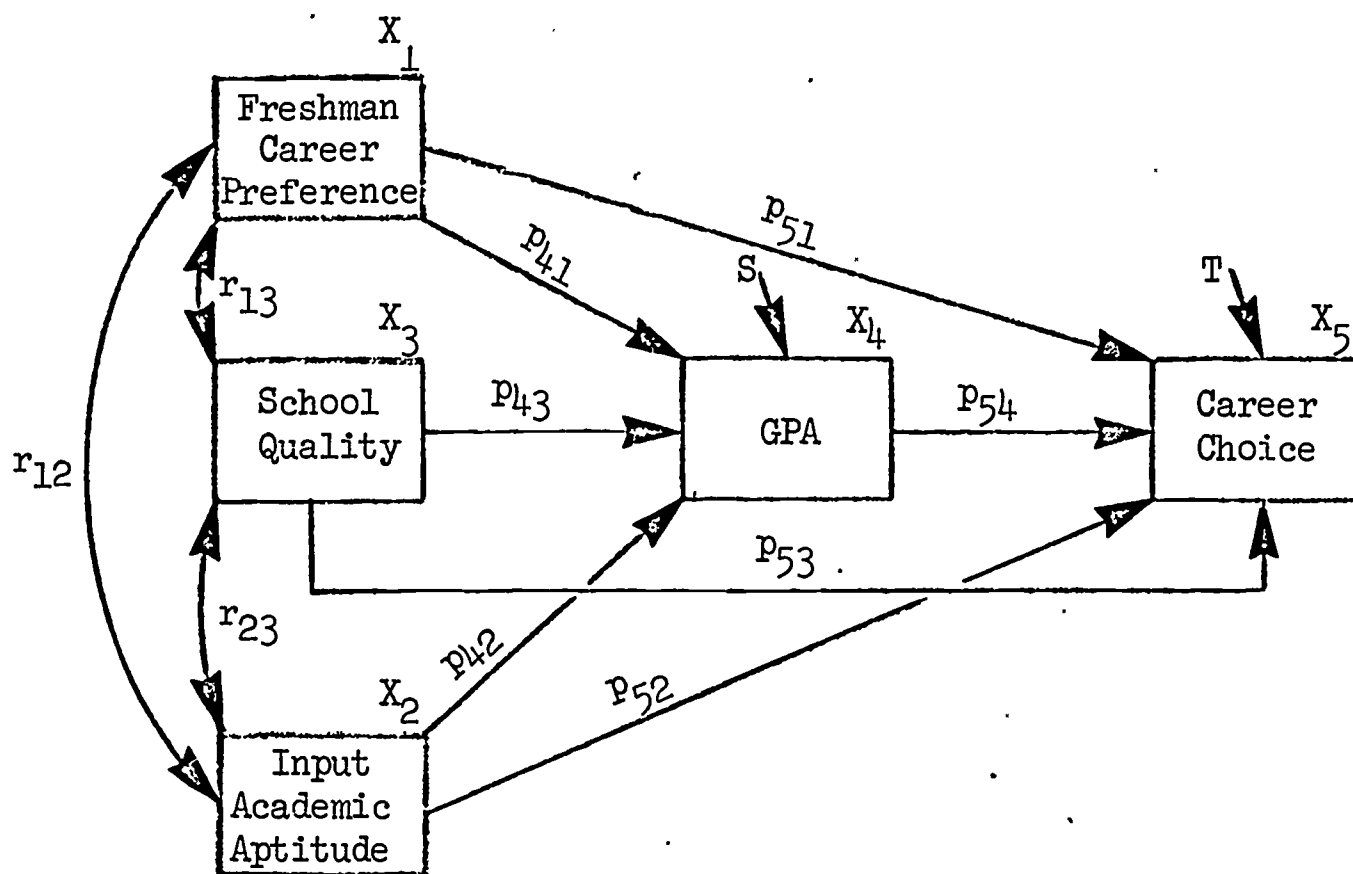 X1
Freshman
Career
Preference
p51
p41
S
T
r13
X3
X4
X5
School
Quality
p43
GPA
p54
Career
Choice
r12
p53
r23
p42
p52
X2
Input
Academic
Aptitude